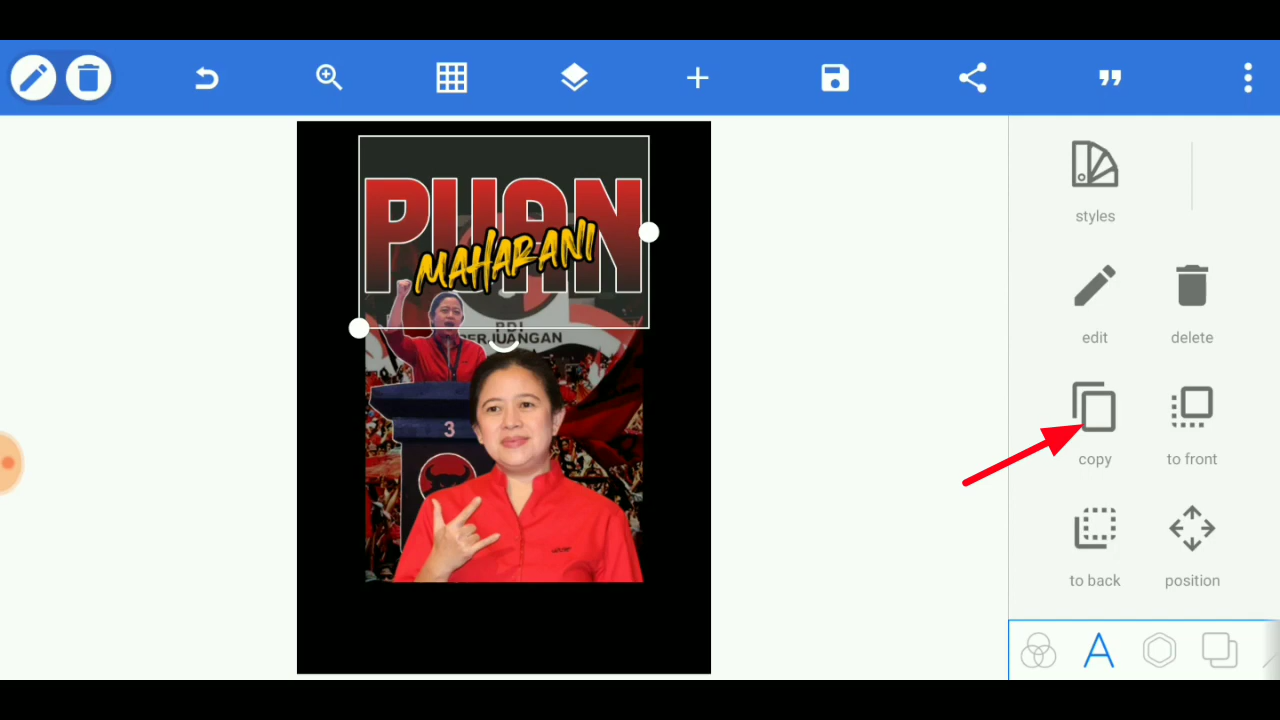 styles
PUAN
MAHARANI
edit
delete
PDI
PERJUANGAN
3
copy
to front
to back
position